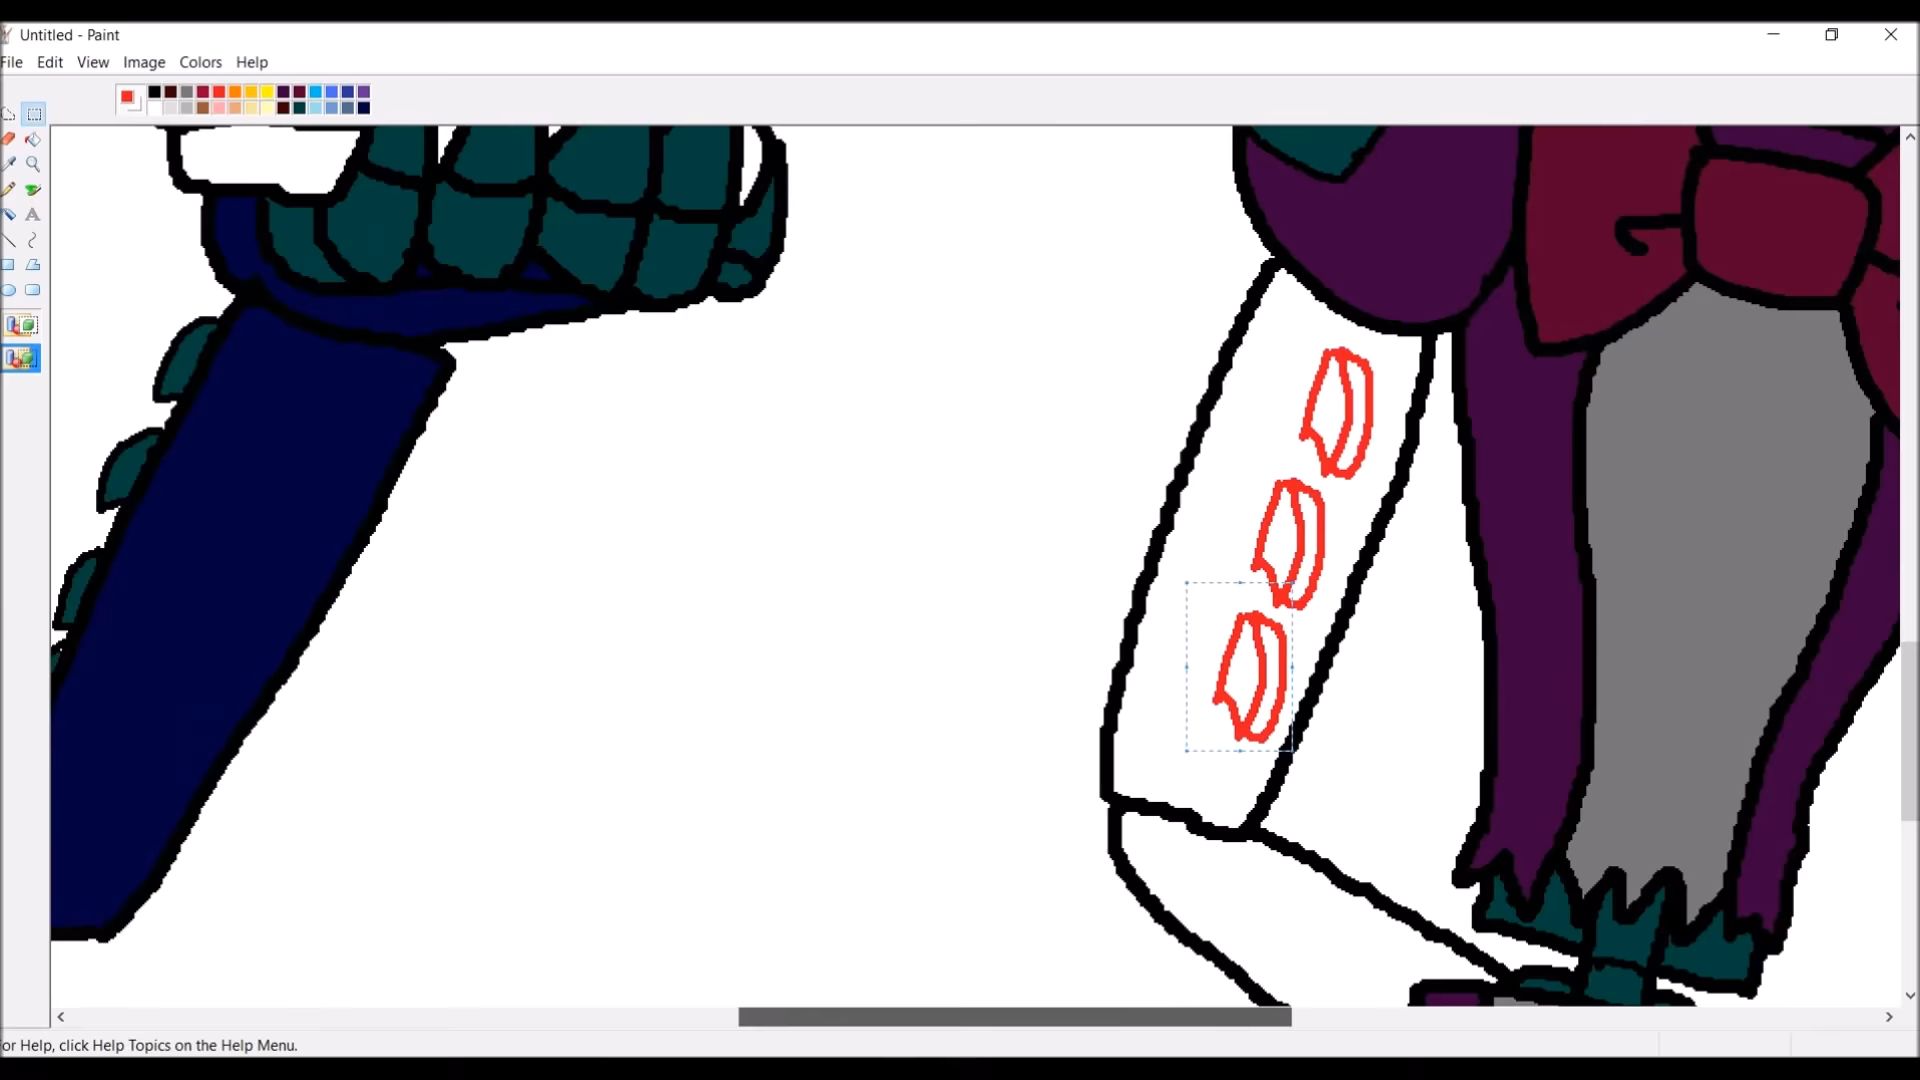 Untitled - Paint
File Edit View Image Colors Help
A
or Help, click Help Topics on the Help Menu.